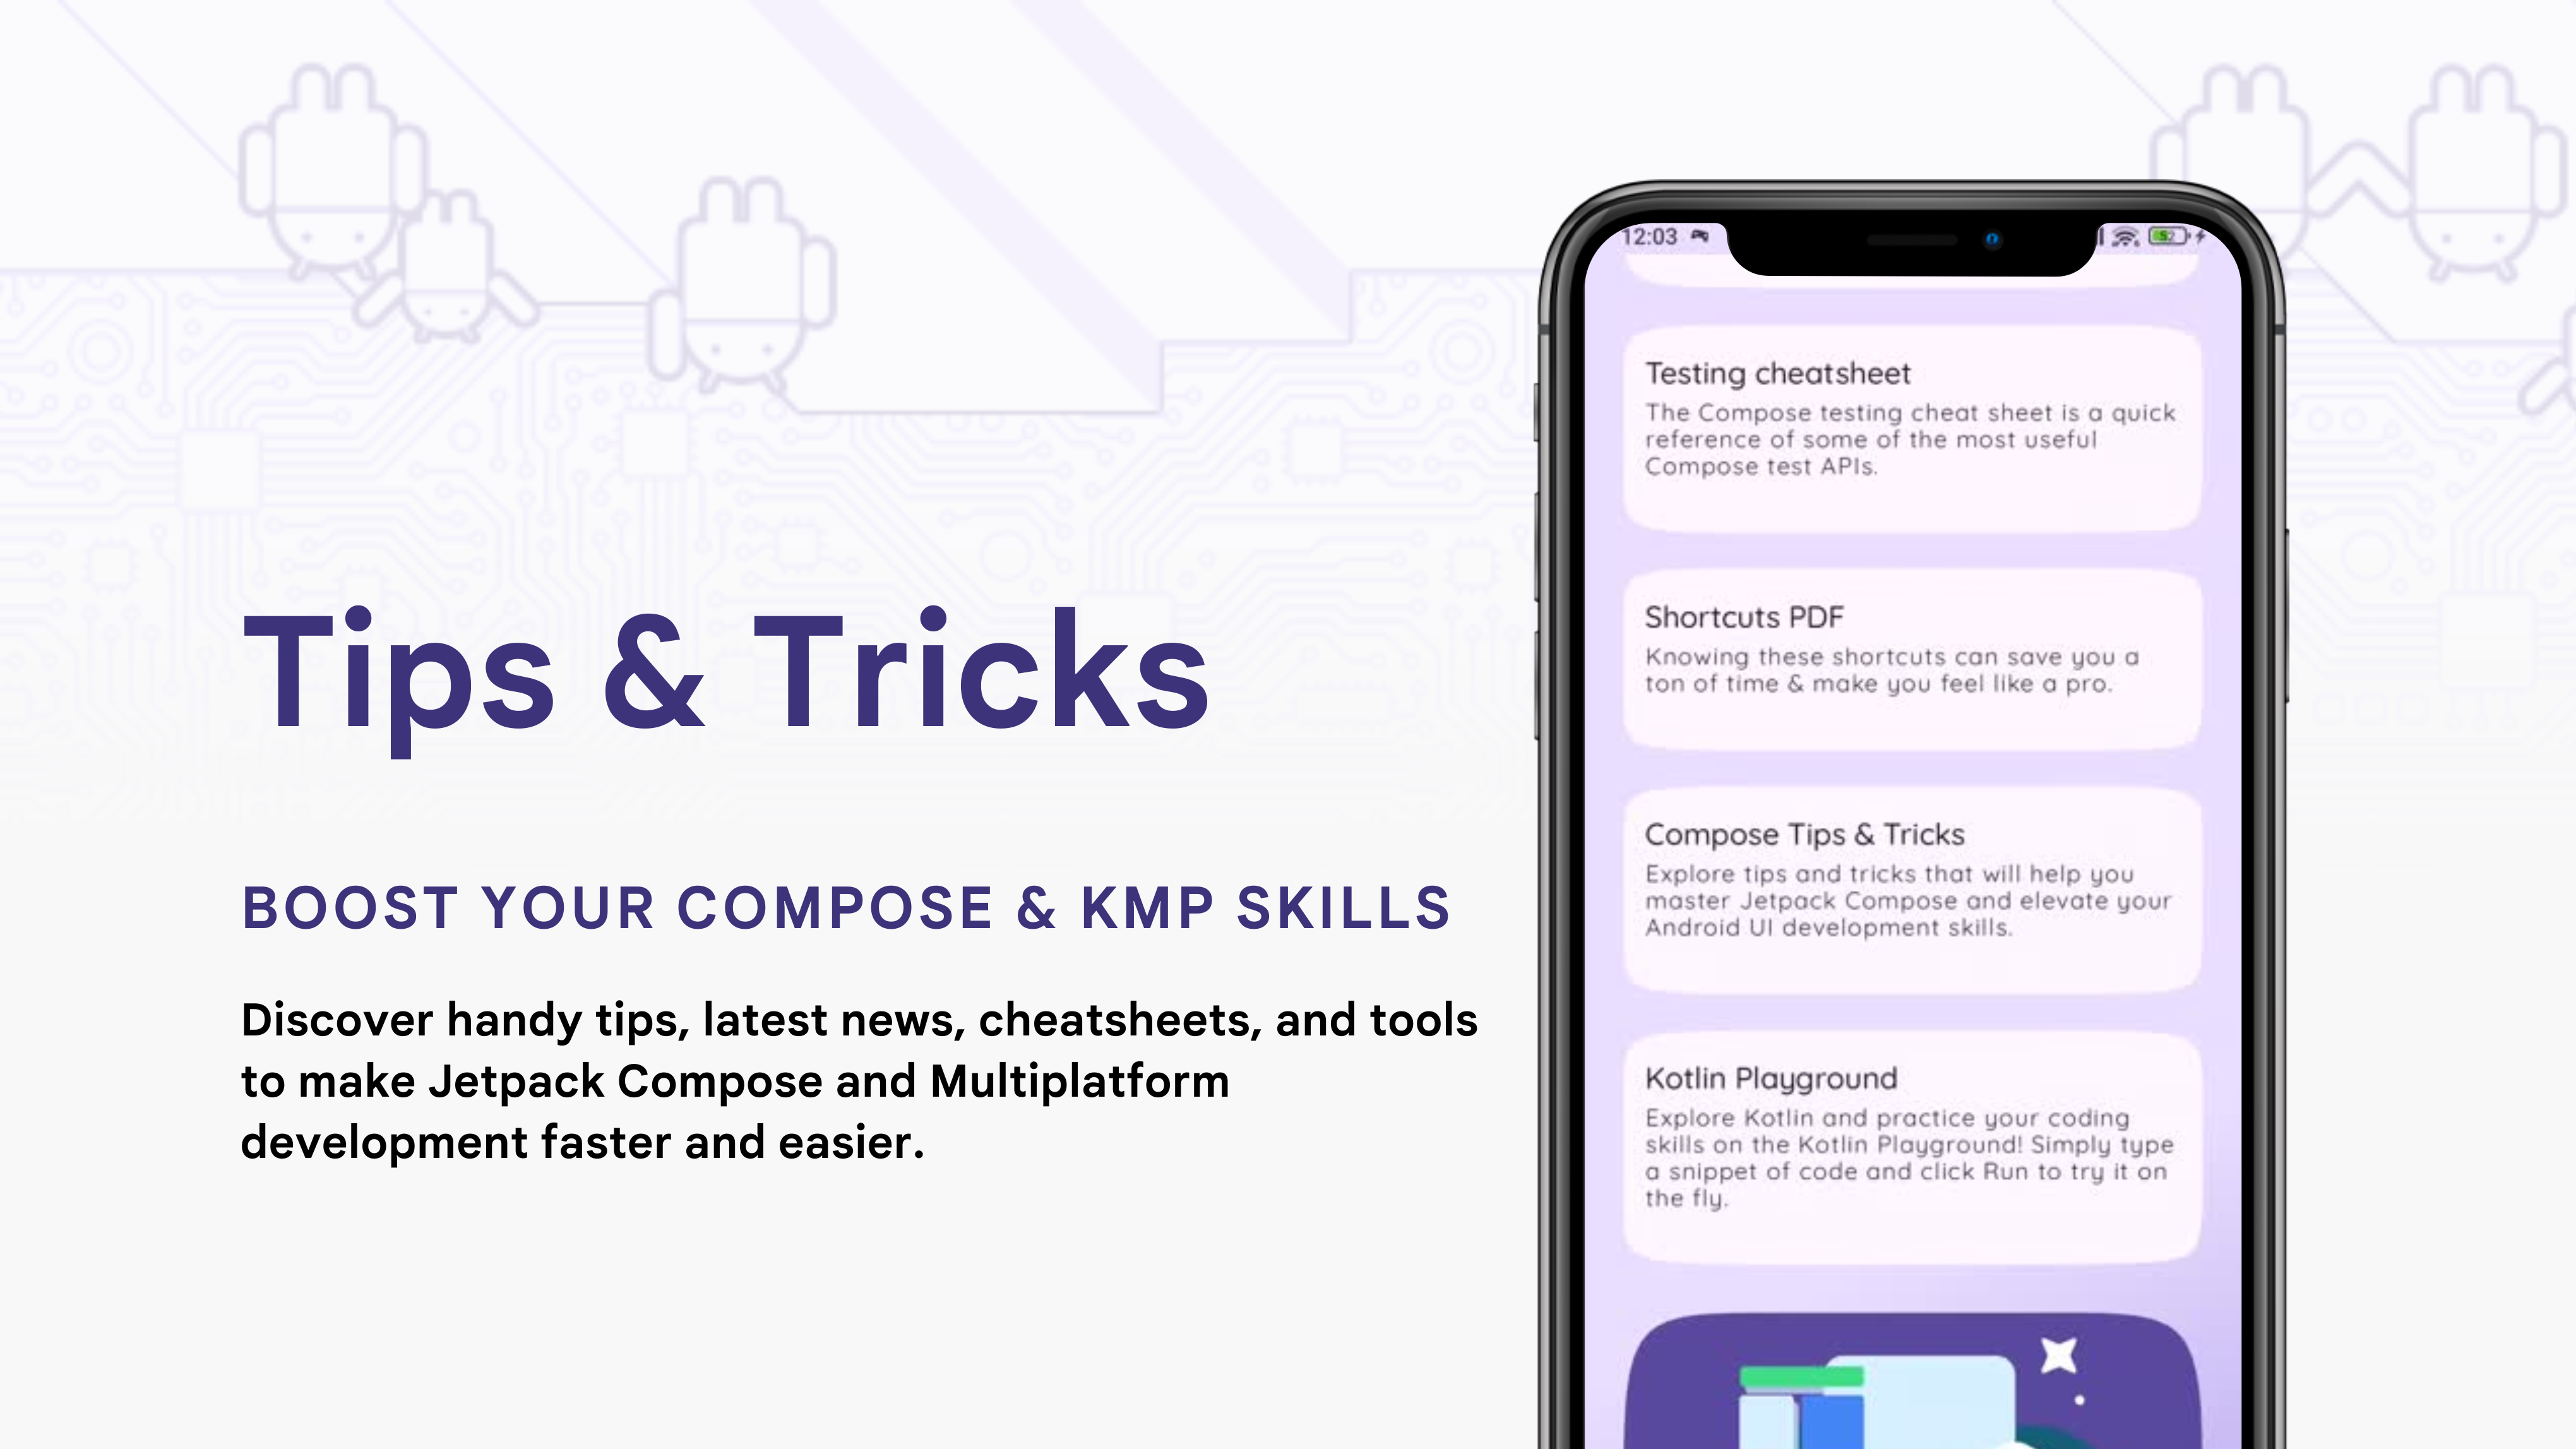 Tips & Tricks
BOOST YOUR COMPOSE & KMP SKILLS
Discover handy tips, latest news, cheatsheets, and tools
to make Jetpack Compose and Multiplatform
development faster and easier.
12:03
Testing cheatsheet
The Compose testing cheat sheet is a quick
reference of some of the most useful
Compose test APIs.
Shortcuts PDF
Knowing these shortcuts can save you a
ton of time & make you feel like a pro.
Compose Tips & Tricks
Explore tips and tricks that will help you
master Jetpack Compose and elevate your
Android UI development skills.
Kotlin Playground
Explore Kotlin and practice your coding
skills on the Kotlin Playground! Simply type
a snippet of code and click Run to try it on
the fly.